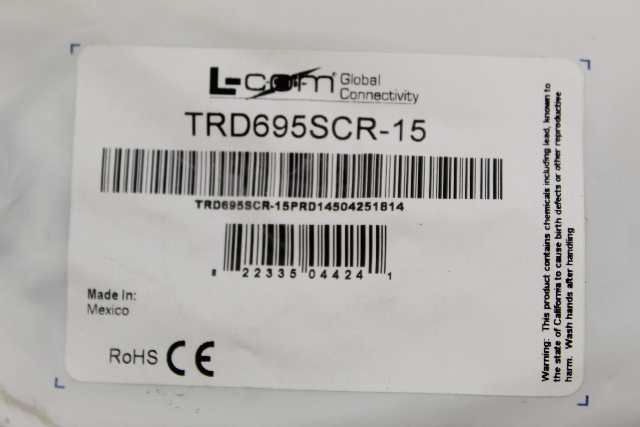 L-com Global
Connectivity
TRD695SCR-15
TRD695SCR-15PRD14504251814
8 22335 04424 1
Made In:
Mexico
RoHS CE
Warning: This product contains chemicals including lead, known to
the state of California to cause birth defects or other reproductive
harm. Wash hands after handling